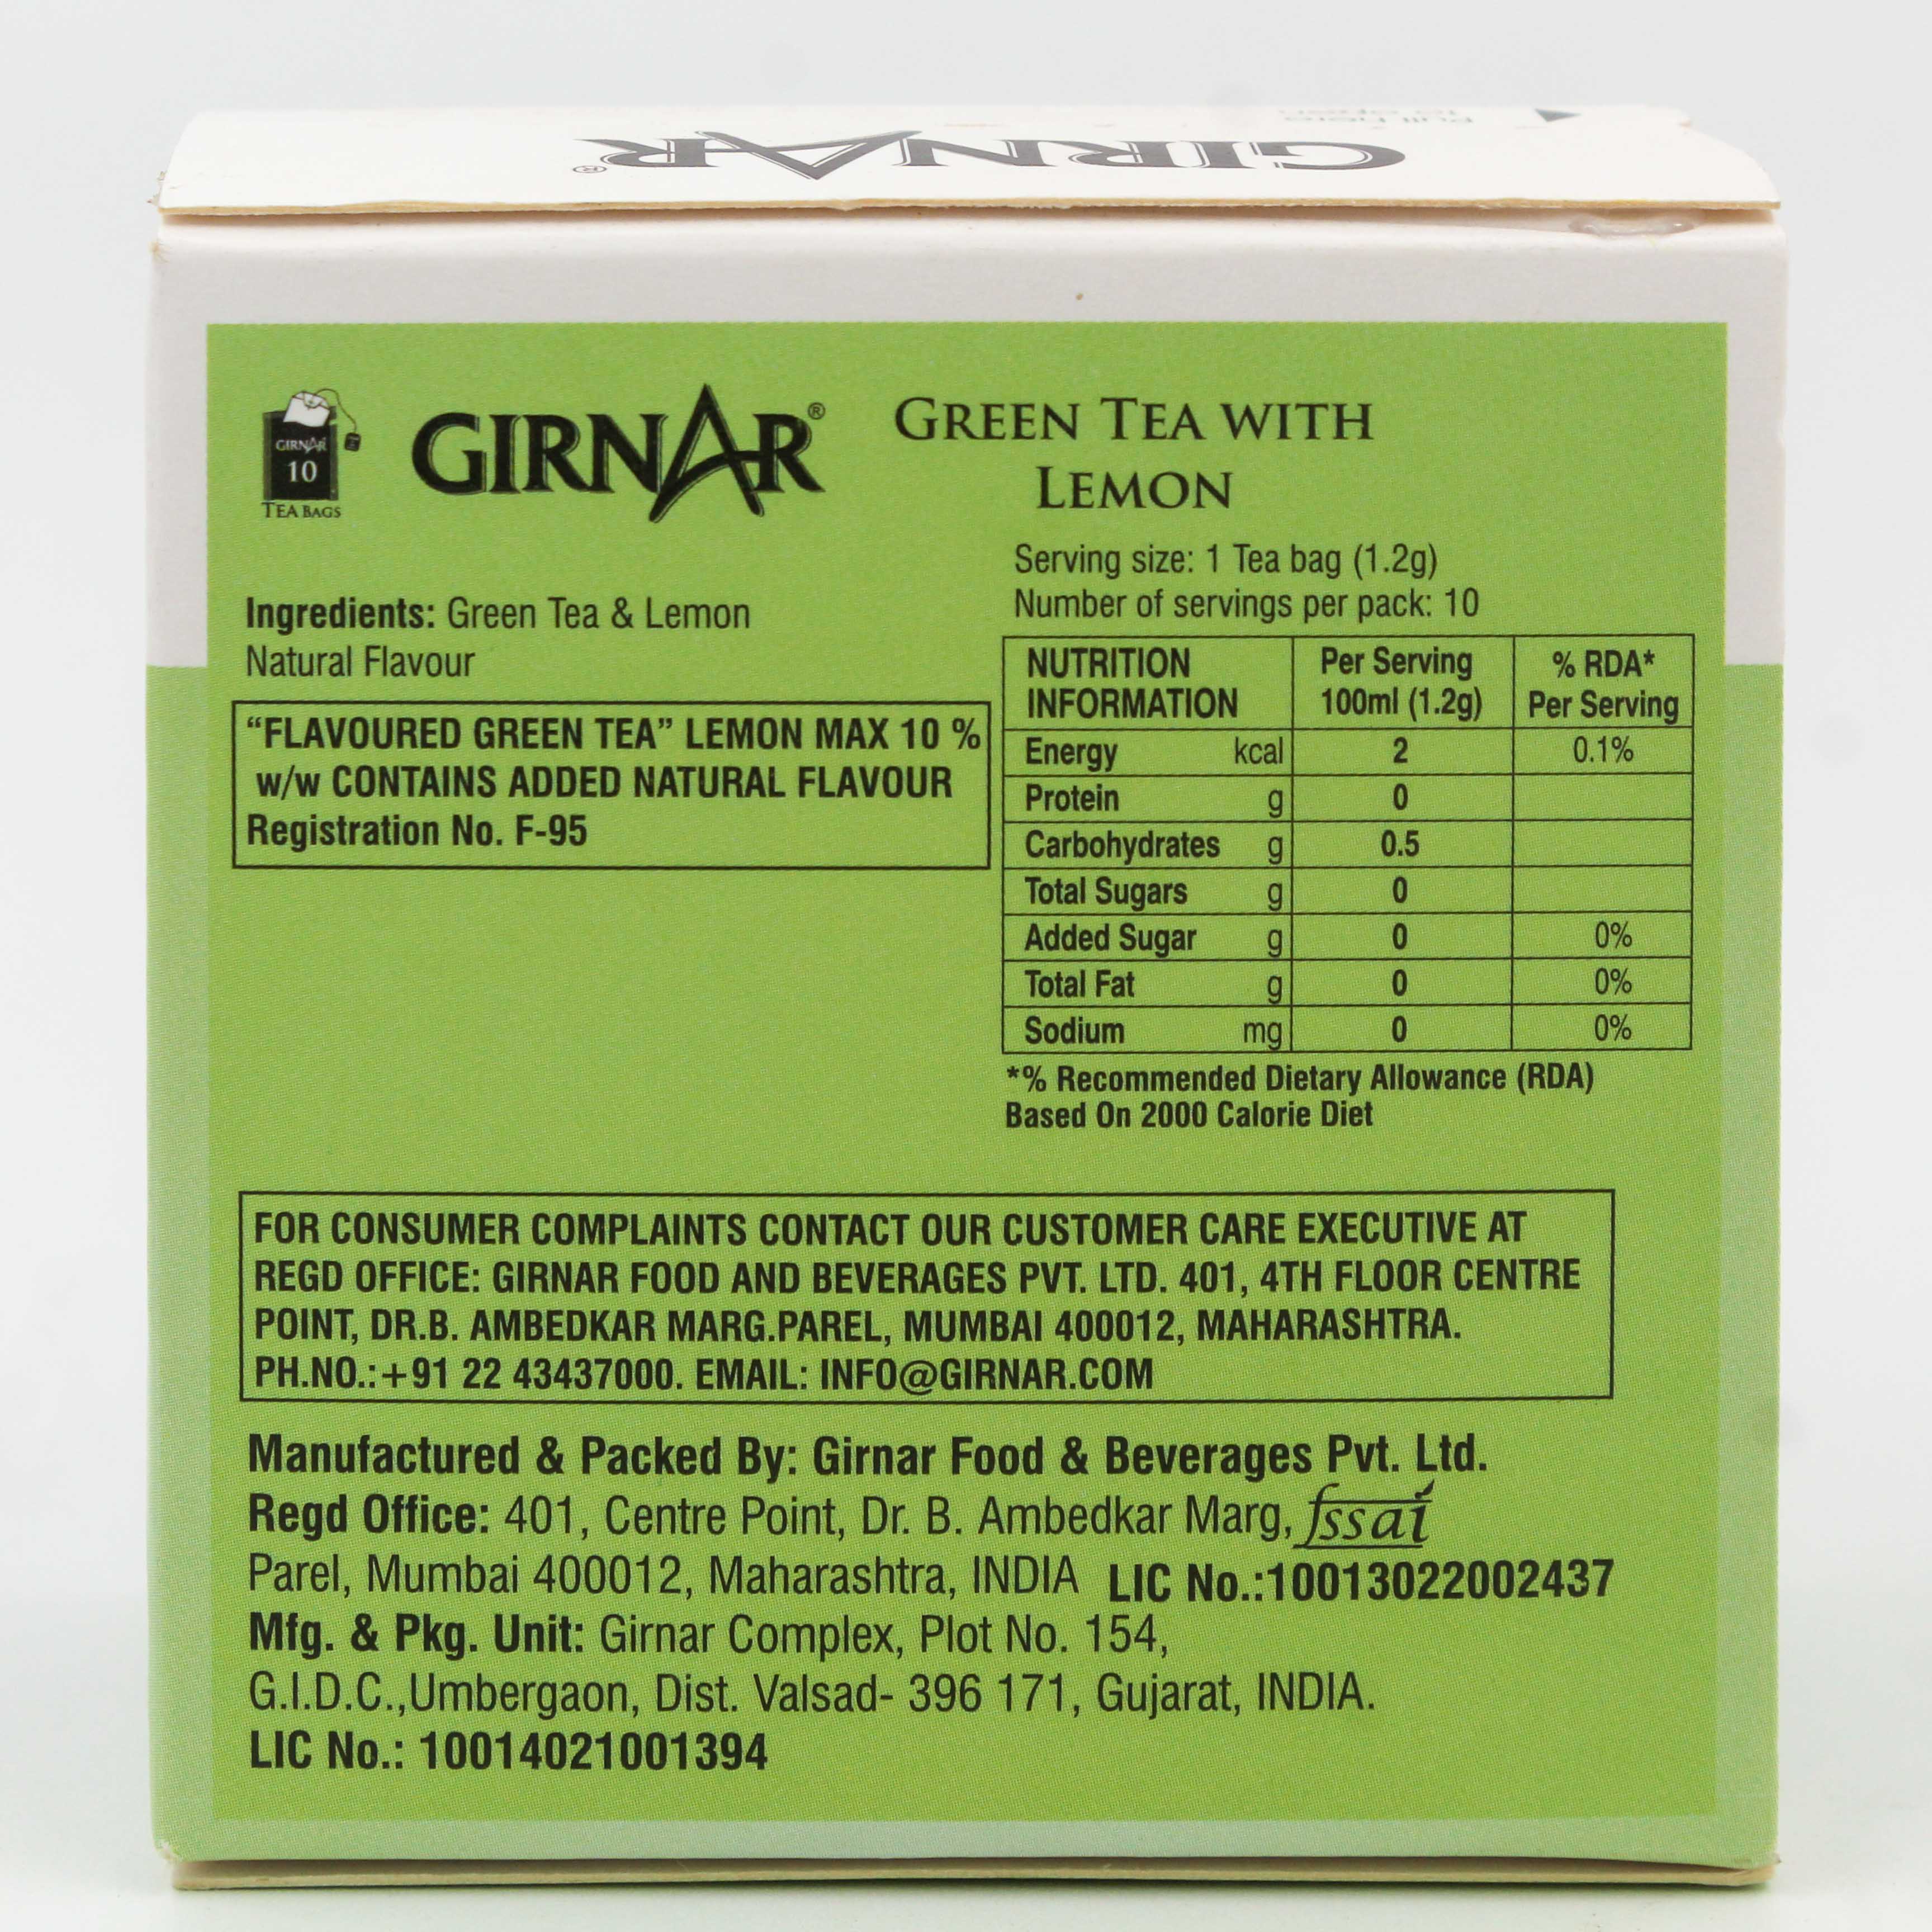 GIRNAR®
Pull Here
To Open
GIRNAR
10
TEA BAGS
GIRNAR®
GREEN TEA WITH
LEMON
Ingredients: Green Tea & Lemon
Natural Flavour
"FLAVOURED GREEN TEA" LEMON MAX 10 %
w/w CONTAINS ADDED NATURAL FLAVOUR
Registration No. F-95
Serving size: 1 Tea bag (1.2g)
Number of servings per pack: 10
NUTRITION INFORMATION Per Serving 100ml (1.2g) % RDA* Per Serving
Energy kcal 2 0.1%
Protein g 0
Carbohydrates g 0.5
Total Sugars g 0
Added Sugar g 0 0%
Total Fat g 0 0%
Sodium mg 0 0%
*% Recommended Dietary Allowance (RDA)
Based On 2000 Calorie Diet
FOR CONSUMER COMPLAINTS CONTACT OUR CUSTOMER CARE EXECUTIVE AT
REGD OFFICE: GIRNAR FOOD AND BEVERAGES PVT. LTD. 401, 4TH FLOOR CENTRE
POINT, DR.B. AMBEDKAR MARG.PAREL, MUMBAI 400012, MAHARASHTRA.
PH.NO.:+91 22 43437000. EMAIL: INFO@GIRNAR.COM
Manufactured & Packed By: Girnar Food & Beverages Pvt. Ltd.
Regd Office: 401, Centre Point, Dr. B. Ambedkar Marg, fssai
Parel, Mumbai 400012, Maharashtra, INDIA LIC No.:10013022002437
Mfg. & Pkg. Unit: Girnar Complex, Plot No. 154,
G.I.D.C.,Umbergaon, Dist. Valsad- 396 171, Gujarat, INDIA.
LIC No.: 10014021001394